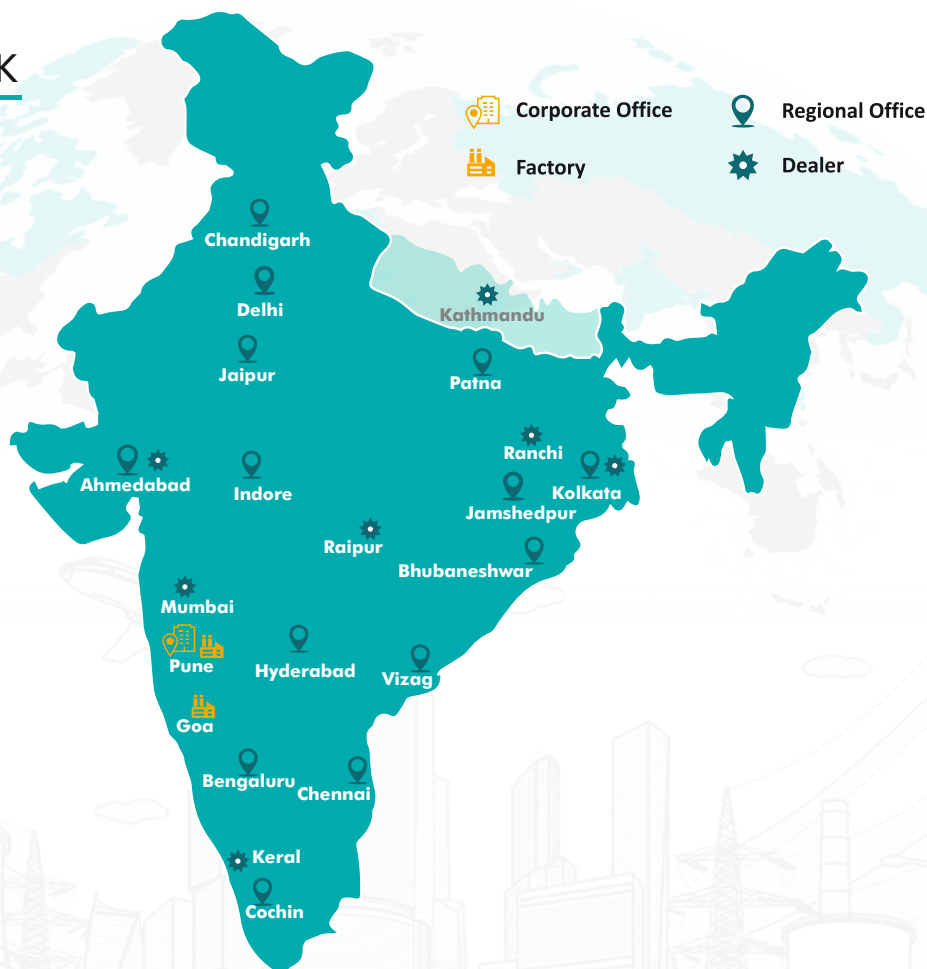 K
Corporate Office
Regional Office
Factory
Dealer
Chandigarh
Delhi
Kathmandu
Jaipur
Patna
Ranchi
Ahmedabad
Indore
Kolkata
Jamshedpur
Raipur
Bhubaneshwar
Mumbai
Pune
Hyderabad
Vizag
Goa
Bengaluru
Chennai
Keral
Cochin